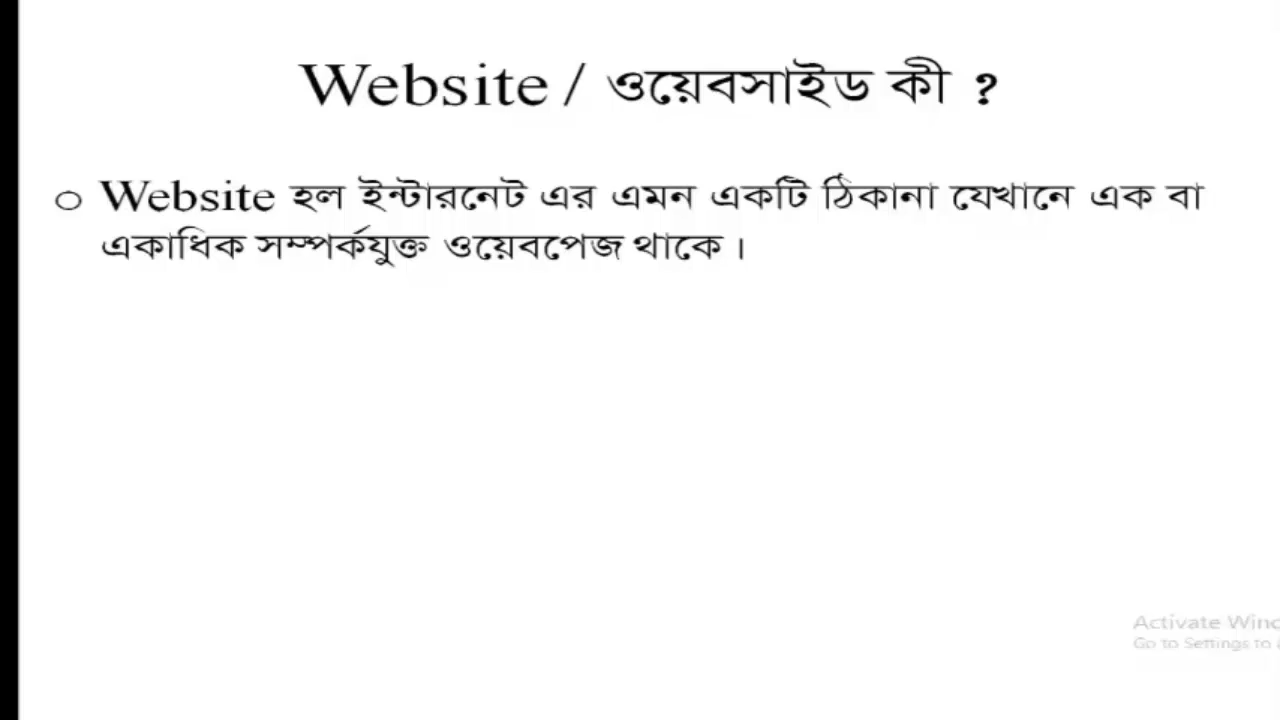 Website / ওয়েবসাইড কী ?
Website হল ইন্টারনেট এর এমন একটি ঠিকানা যেখানে এক বা
একাধিক সম্পর্কযুক্ত ওয়েবপেজ থাকে ।
Activate Wind
Go to Settings to